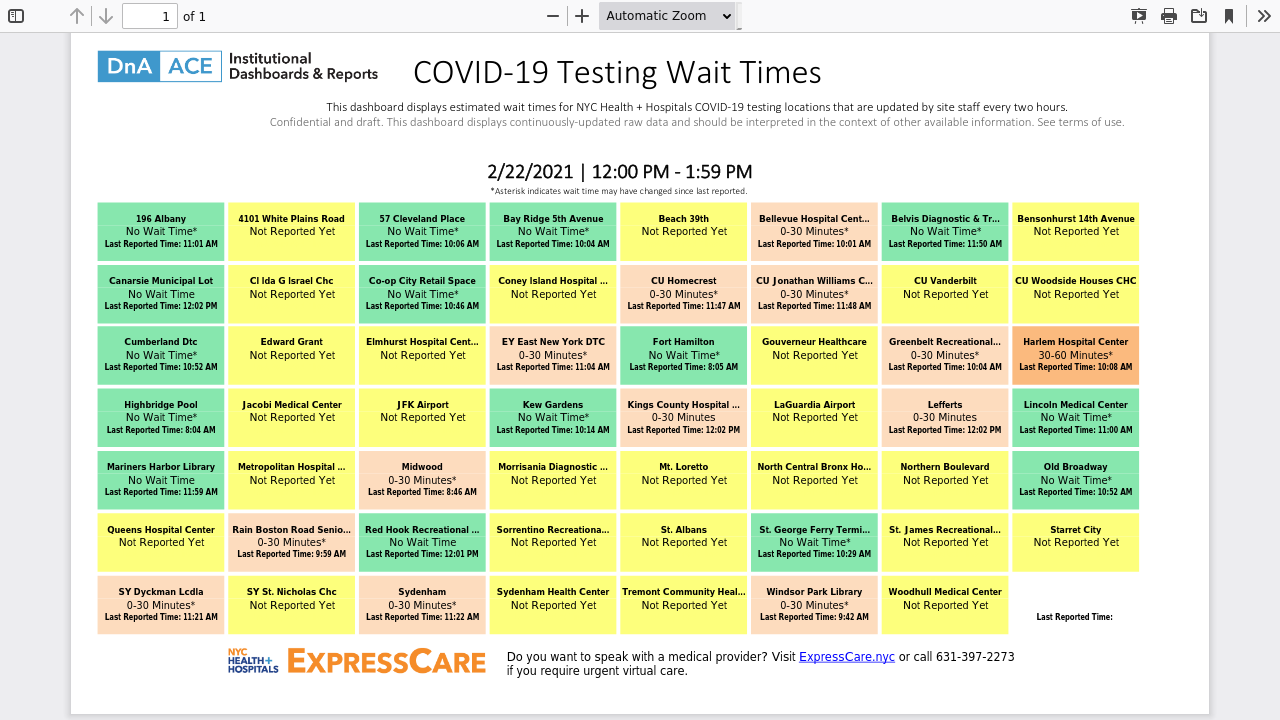 1 of 1 Automatic Zoom
DnA ACE Institutional Dashboards & Reports
COVID-19 Testing Wait Times
This dashboard displays estimated wait times for NYC Health + Hospitals COVID-19 testing locations that are updated by site staff every two hours.
Confidential and draft. This dashboard displays continuously-updated raw data and should be interpreted in the context of other available information. See terms of use.
2/22/2021 | 12:00 PM - 1:59 PM
*Asterisk indicates wait time may have changed since last reported.
196 Albany
No Wait Time*
Last Reported Time: 11:01 AM
4101 White Plains Road
Not Reported Yet
57 Cleveland Place
No Wait Time*
Last Reported Time: 10:06 AM
Bay Ridge 5th Avenue
No Wait Time*
Last Reported Time: 10:04 AM
Beach 39th
Not Reported Yet
Bellevue Hospital Cent...
0-30 Minutes*
Last Reported Time: 10:01 AM
Belvis Diagnostic & Tr...
No Wait Time*
Last Reported Time: 11:50 AM
Bensonhurst 14th Avenue
Not Reported Yet
Canarsie Municipal Lot
No Wait Time
Last Reported Time: 12:02 PM
Cl Ida G Israel Chc
Not Reported Yet
Co-op City Retail Space
No Wait Time*
Last Reported Time: 10:46 AM
Coney Island Hospital ...
Not Reported Yet
CU Homecrest
0-30 Minutes*
Last Reported Time: 11:47 AM
CU Jonathan Williams C...
0-30 Minutes*
Last Reported Time: 11:48 AM
CU Vanderbilt
Not Reported Yet
CU Woodside Houses CHC
Not Reported Yet
Cumberland Dtc
No Wait Time*
Last Reported Time: 10:52 AM
Edward Grant
Not Reported Yet
Elmhurst Hospital Cent...
Not Reported Yet
EY East New York DTC
0-30 Minutes*
Last Reported Time: 11:04 AM
Fort Hamilton
No Wait Time*
Last Reported Time: 8:05 AM
Gouverneur Healthcare
Not Reported Yet
Greenbelt Recreational...
0-30 Minutes*
Last Reported Time: 10:04 AM
Harlem Hospital Center
30-60 Minutes*
Last Reported Time: 10:08 AM
Highbridge Pool
No Wait Time*
Last Reported Time: 8:04 AM
Jacobi Medical Center
Not Reported Yet
JFK Airport
Not Reported Yet
Kew Gardens
No Wait Time*
Last Reported Time: 10:14 AM
Kings County Hospital ...
0-30 Minutes
Last Reported Time: 12:02 PM
LaGuardia Airport
Not Reported Yet
Lefferts
0-30 Minutes
Last Reported Time: 12:02 PM
Lincoln Medical Center
No Wait Time*
Last Reported Time: 11:00 AM
Mariners Harbor Library
No Wait Time
Last Reported Time: 11:59 AM
Metropolitan Hospital ...
Not Reported Yet
Midwood
0-30 Minutes*
Last Reported Time: 8:46 AM
Morrisania Diagnostic ...
Not Reported Yet
Mt. Loretto
Not Reported Yet
North Central Bronx Ho...
Not Reported Yet
Northern Boulevard
Not Reported Yet
Old Broadway
No Wait Time*
Last Reported Time: 10:52 AM
Queens Hospital Center
Not Reported Yet
Rain Boston Road Senio...
0-30 Minutes*
Last Reported Time: 9:59 AM
Red Hook Recreational ...
No Wait Time
Last Reported Time: 12:01 PM
Sorrentino Recreationa...
Not Reported Yet
St. Albans
Not Reported Yet
St. George Ferry Termi...
No Wait Time*
Last Reported Time: 10:29 AM
St. James Recreational...
Not Reported Yet
Starret City
Not Reported Yet
SY Dyckman Lcdla
0-30 Minutes*
Last Reported Time: 11:21 AM
SY St. Nicholas Chc
Not Reported Yet
Sydenham
0-30 Minutes*
Last Reported Time: 11:22 AM
Sydenham Health Center
Not Reported Yet
Tremont Community Heal...
Not Reported Yet
Windsor Park Library
0-30 Minutes*
Last Reported Time: 9:42 AM
Woodhull Medical Center
Not Reported Yet
Last Reported Time:
NYC HEALTH+ HOSPITALS
EXPRESSCARE
Do you want to speak with a medical provider? Visit ExpressCare.nyc or call 631-397-2273
if you require urgent virtual care.